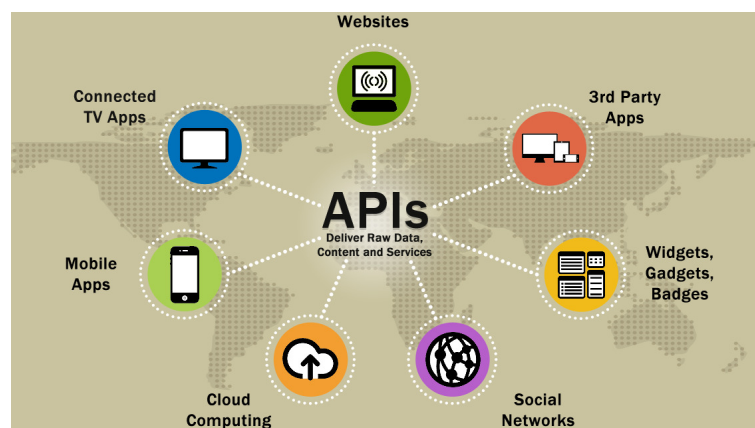 Websites
Connected
TV Apps
3rd Party
Apps
APIs
Deliver Raw Data,
Content and Services
Mobile
Apps
Widgets,
Gadgets,
Badges
Cloud
Computing
Social
Networks